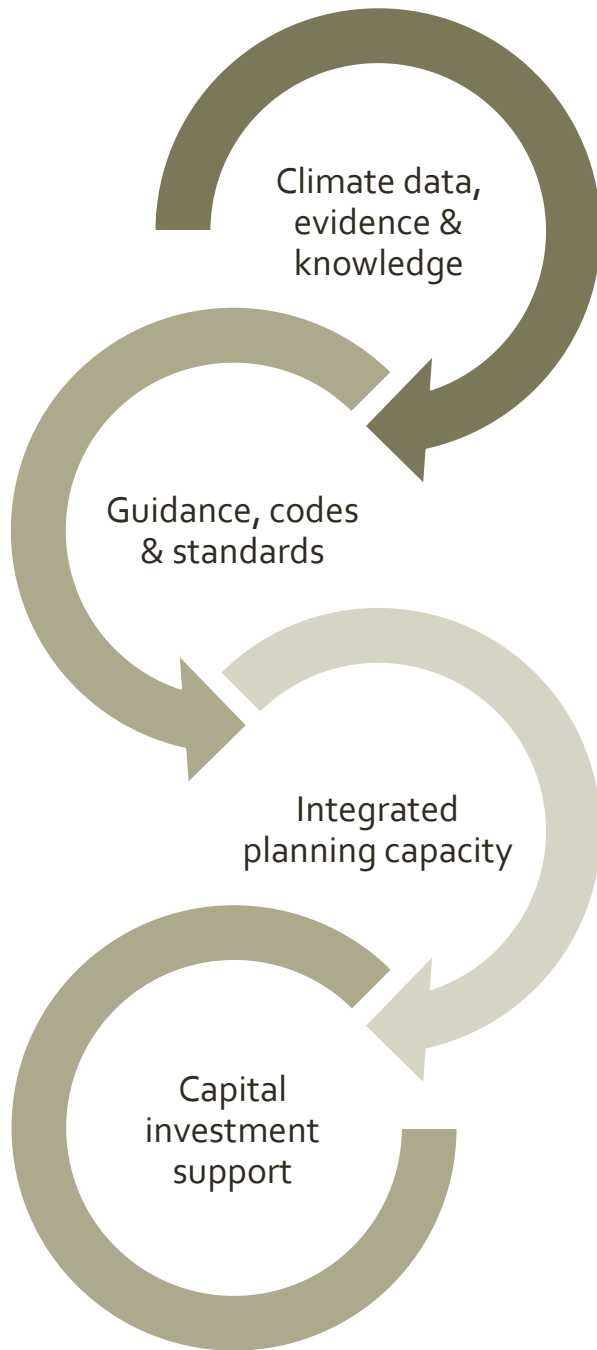 Climate data,
evidence &
knowledge
Guidance, codes
& standards
Integrated
planning capacity
Capital
investment
support